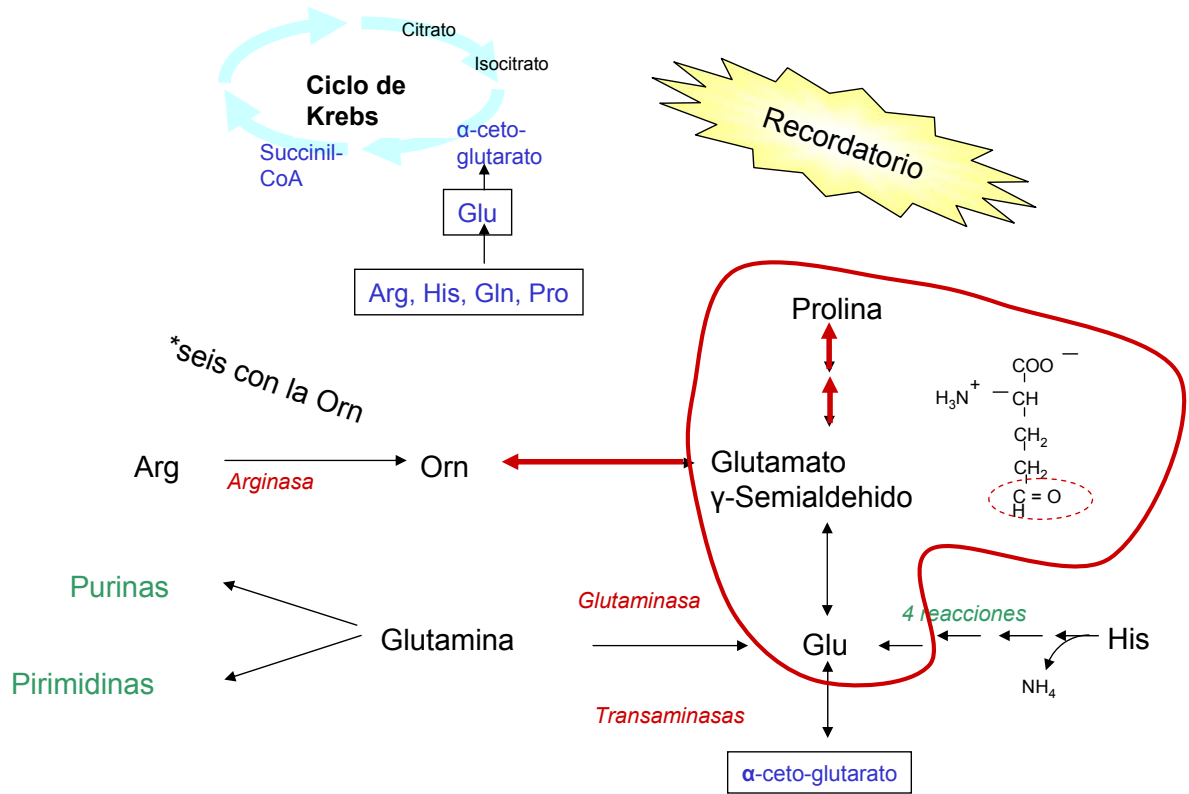 Citrato
Isocitrato
Ciclo de
Krebs
α-ceto-
glutarato
Succinil-
CoA
Glu
Arg, His, Gln, Pro
Recordatorio
*seis con la Orn
Prolina
COO —
H₃N⁺ — CH
CH₂
CH₂
C = O
H
Arg
Arginasa
Orn
Glutamato
γ-Semialdehido
Purinas
Pirimidinas
Glutamina
Glutaminasa
Glu
4 reacciones
His
NH₄
Transaminasas
α-ceto-glutarato